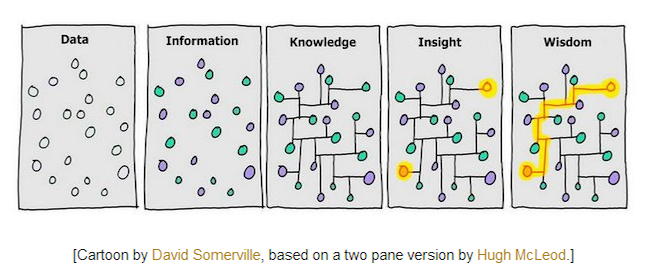 Data
Information
Knowledge
Insight
Wisdom
[Cartoon by David Somerville, based on a two pane version by Hugh McLeod.]